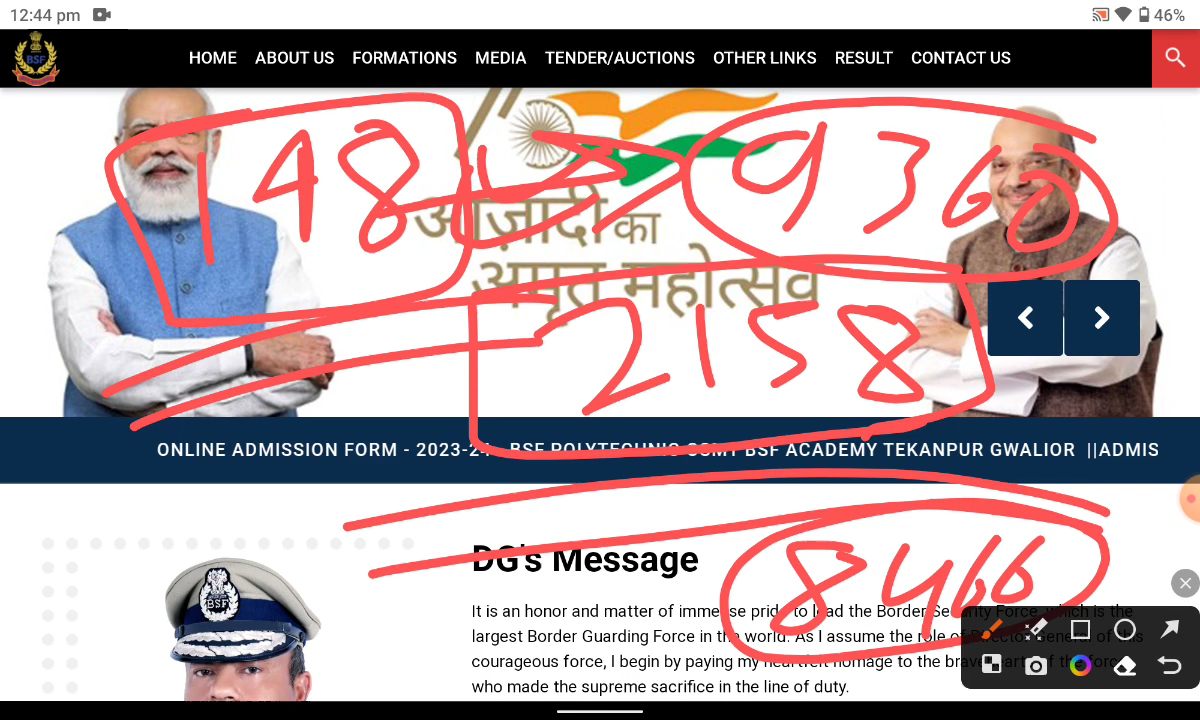 12:44 pm 46%
BSF HOME ABOUT US FORMATIONS MEDIA TENDER/AUCTIONS OTHER LINKS RESULT CONTACT US
148 9360
आज़ादी का
अमृत महोत्सव
2158
ONLINE ADMISSION FORM - 2023-24 - BSF POLYTECHNIC CSMT BSF ACADEMY TEKANPUR GWALIOR ||ADMIS
8466
DG's Message
BSF
It is an honor and matter of immense pride to lead the Border Security Force, which is the
largest Border Guarding Force in the world. As I assume the role of Director General of this
courageous force, I begin by paying my heartfelt homage to the brave hearts of the force
who made the supreme sacrifice in the line of duty.